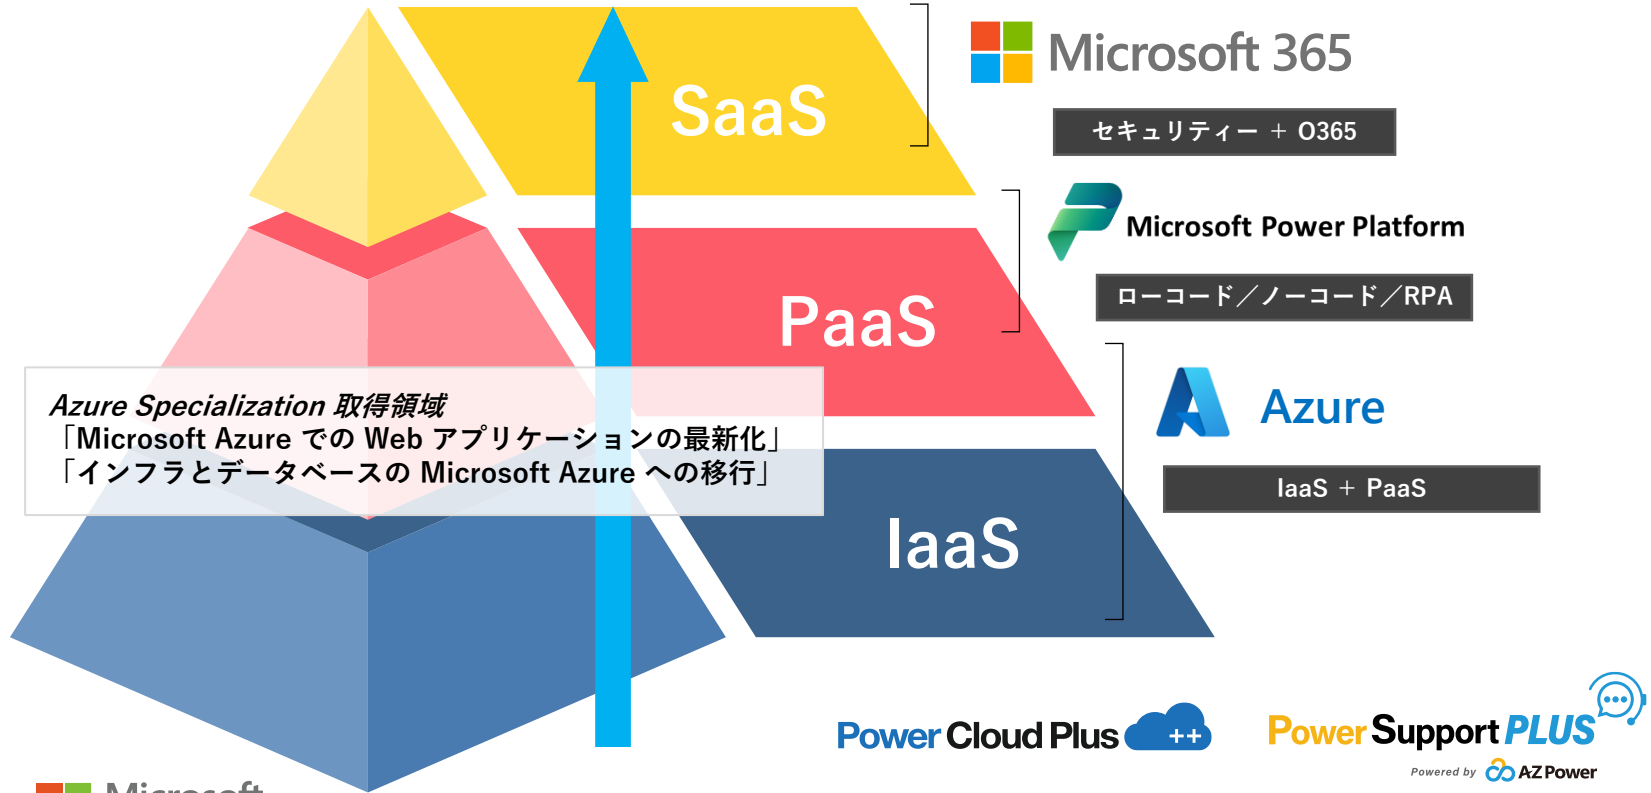 SaaS
Microsoft 365
セキュリティー + O365
Microsoft Power Platform
ローコード／ノーコード／RPA
PaaS
Azure Specialization 取得領域
「Microsoft Azure での Web アプリケーションの最新化」
「インフラとデータベースの Microsoft Azure への移行」
Azure
IaaS + PaaS
IaaS
Power Cloud Plus ++
Power Support PLUS
Powered by AZ Power
Microsoft